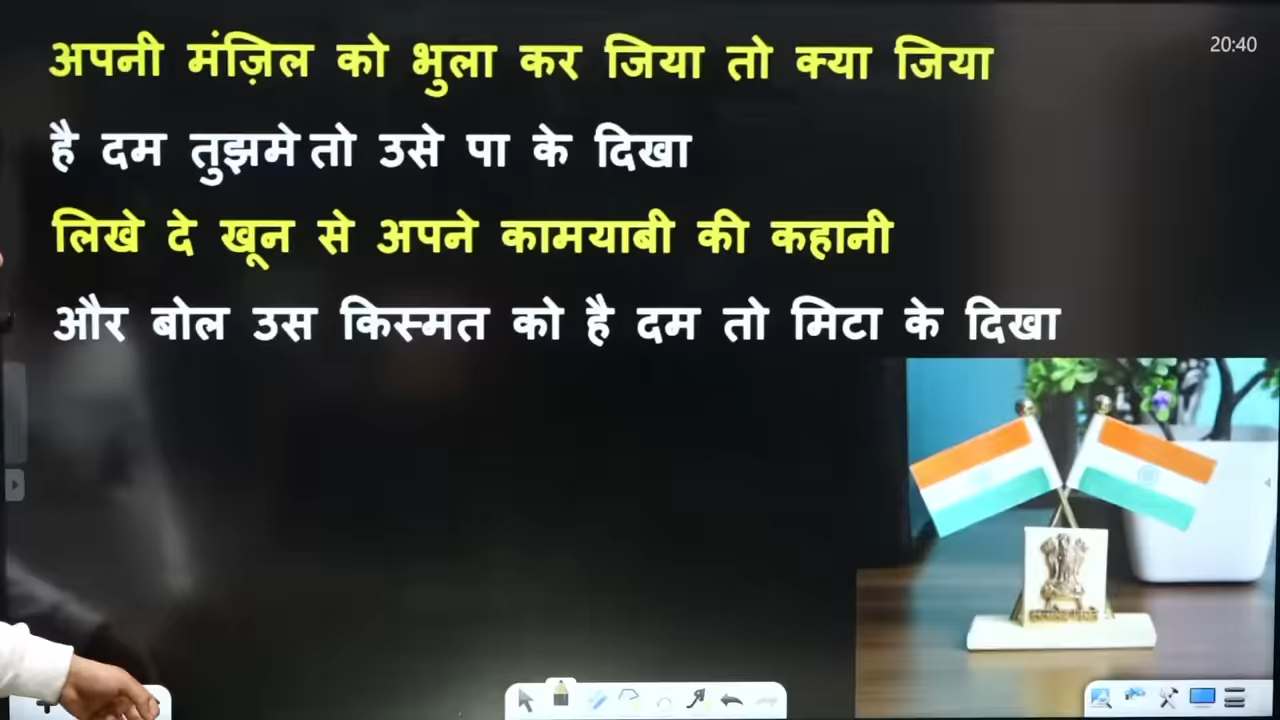 अपनी मंज़िल को भुला कर जिया तो क्या जिया
20:40
है दम तुझमे तो उसे पा के दिखा
लिखे दे खून से अपने कामयाबी की कहानी
और बोल उस किस्मत को है दम तो मिटा के दिखा